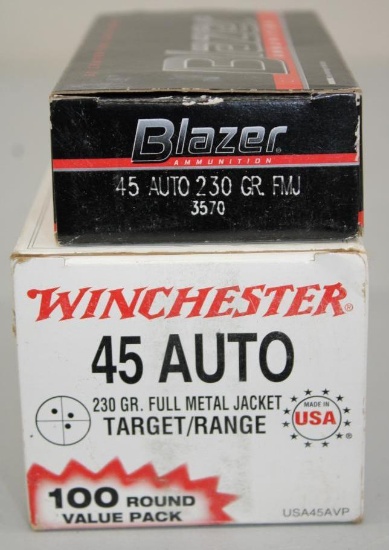 Blazer
Blazer®
AMMUNITION
45 AUTO 230 GR. FMJ
3570
WINCHESTER®
45 AUTO
230 GR. FULL METAL JACKET
TARGET/RANGE
MADE IN
USA
®
100 ROUND
VALUE PACK
USA45AVP